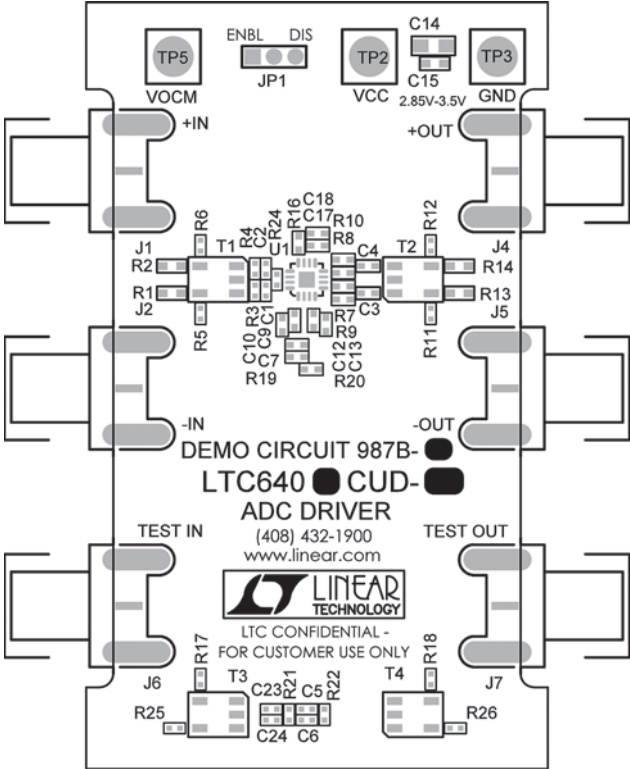 ENBL DIS
JP1
TP5
VOCM
TP2
VCC
C14
C15
2.85V-3.5V
TP3
GND
+IN
+OUT
R6
R4
C2
R24
R16
C18
C17
R10
R8
C4
R12
J1
T1
U1
T2
J4
R2
R14
R1
R13
J2
J5
R5
R3
C1
C10
C9
C7
R19
R7
R9
C12
C13
R20
C3
R11
-IN
-OUT
DEMO CIRCUIT 987B-
LTC640 CUD-
ADC DRIVER
(408) 432-1900
www.linear.com
TEST IN
TEST OUT
LT LINEAR
TECHNOLOGY
LTC CONFIDENTIAL -
FOR CUSTOMER USE ONLY
R17
R18
J6
T3
T4
J7
R25
C23
R21
C5
R22
C24
C6
R26